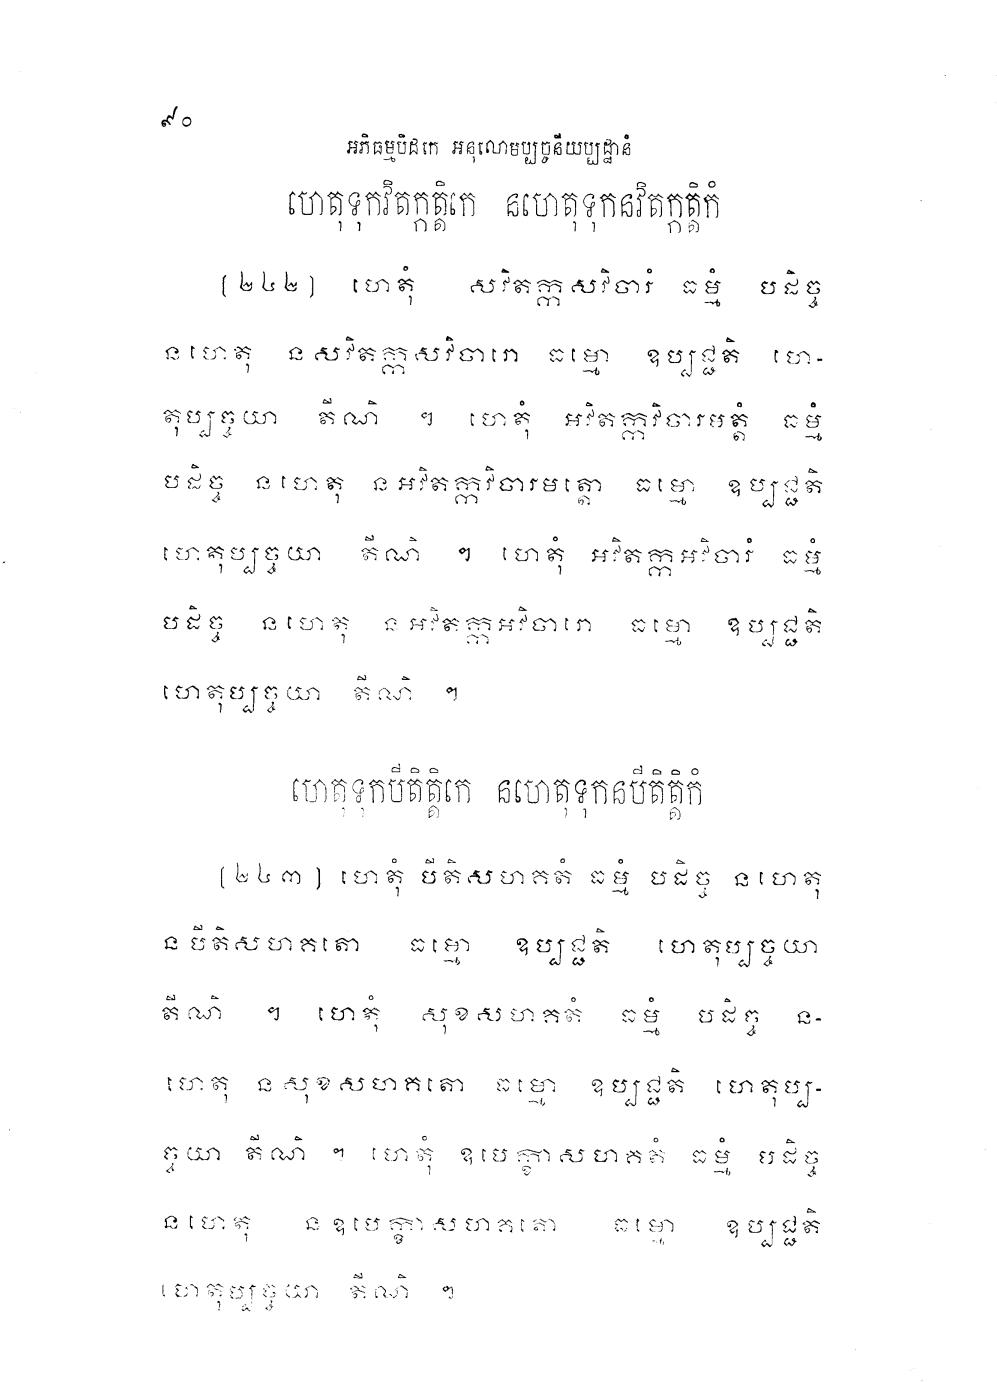 ៩០
អភិធម្មបិដកេ អនុលោមប្បច្ចនីយប្បដ្ឋានំ
ហេតុទុកវិតក្កត្តិកេ នហេតុទុកនវិតក្កត្តិកំ
(២៤២) ហេតុំ សវិតក្កសវិចារំ ធម្មំ បដិច្ច
នហេតុ នសវិតក្កសវិចារោ ធម្មោ ឧប្បជ្ជតិ ហេ-
តុប្បច្ចយា តីណិ ។ ហេតុំ អវិតក្កវិចារមត្តំ ធម្មំ
បដិច្ច នហេតុ នអវិតក្កវិចារមត្តោ ធម្មោ ឧប្បជ្ជតិ
ហេតុប្បច្ចយា តីណិ ។ ហេតុំ អវិតក្កអវិចារំ ធម្មំ
បដិច្ច នហេតុ នអវិតក្កអវិចារោ ធម្មោ ឧប្បជ្ជតិ
ហេតុប្បច្ចយា តីណិ ។
ហេតុទុកបីតិត្តិកេ នហេតុទុកនបីតិត្តិកំ
(២៤៣) ហេតុំ បីតិសហគតំ ធម្មំ បដិច្ច នហេតុ
នបីតិសហគតោ ធម្មោ ឧប្បជ្ជតិ ហេតុប្បច្ចយា
តីណិ ។ ហេតុំ សុខសហគតំ ធម្មំ បដិច្ច ន-
ហេតុ នសុខសហគតោ ធម្មោ ឧប្បជ្ជតិ ហេតុប្ប-
ច្ចយា តីណិ ។ ហេតុំ ឧបេក្ខាសហគតំ ធម្មំ បដិច្ច
នហេតុ នឧបេក្ខាសហគតោ ធម្មោ ឧប្បជ្ជតិ
ហេតុប្បច្ចយា តីណិ ។